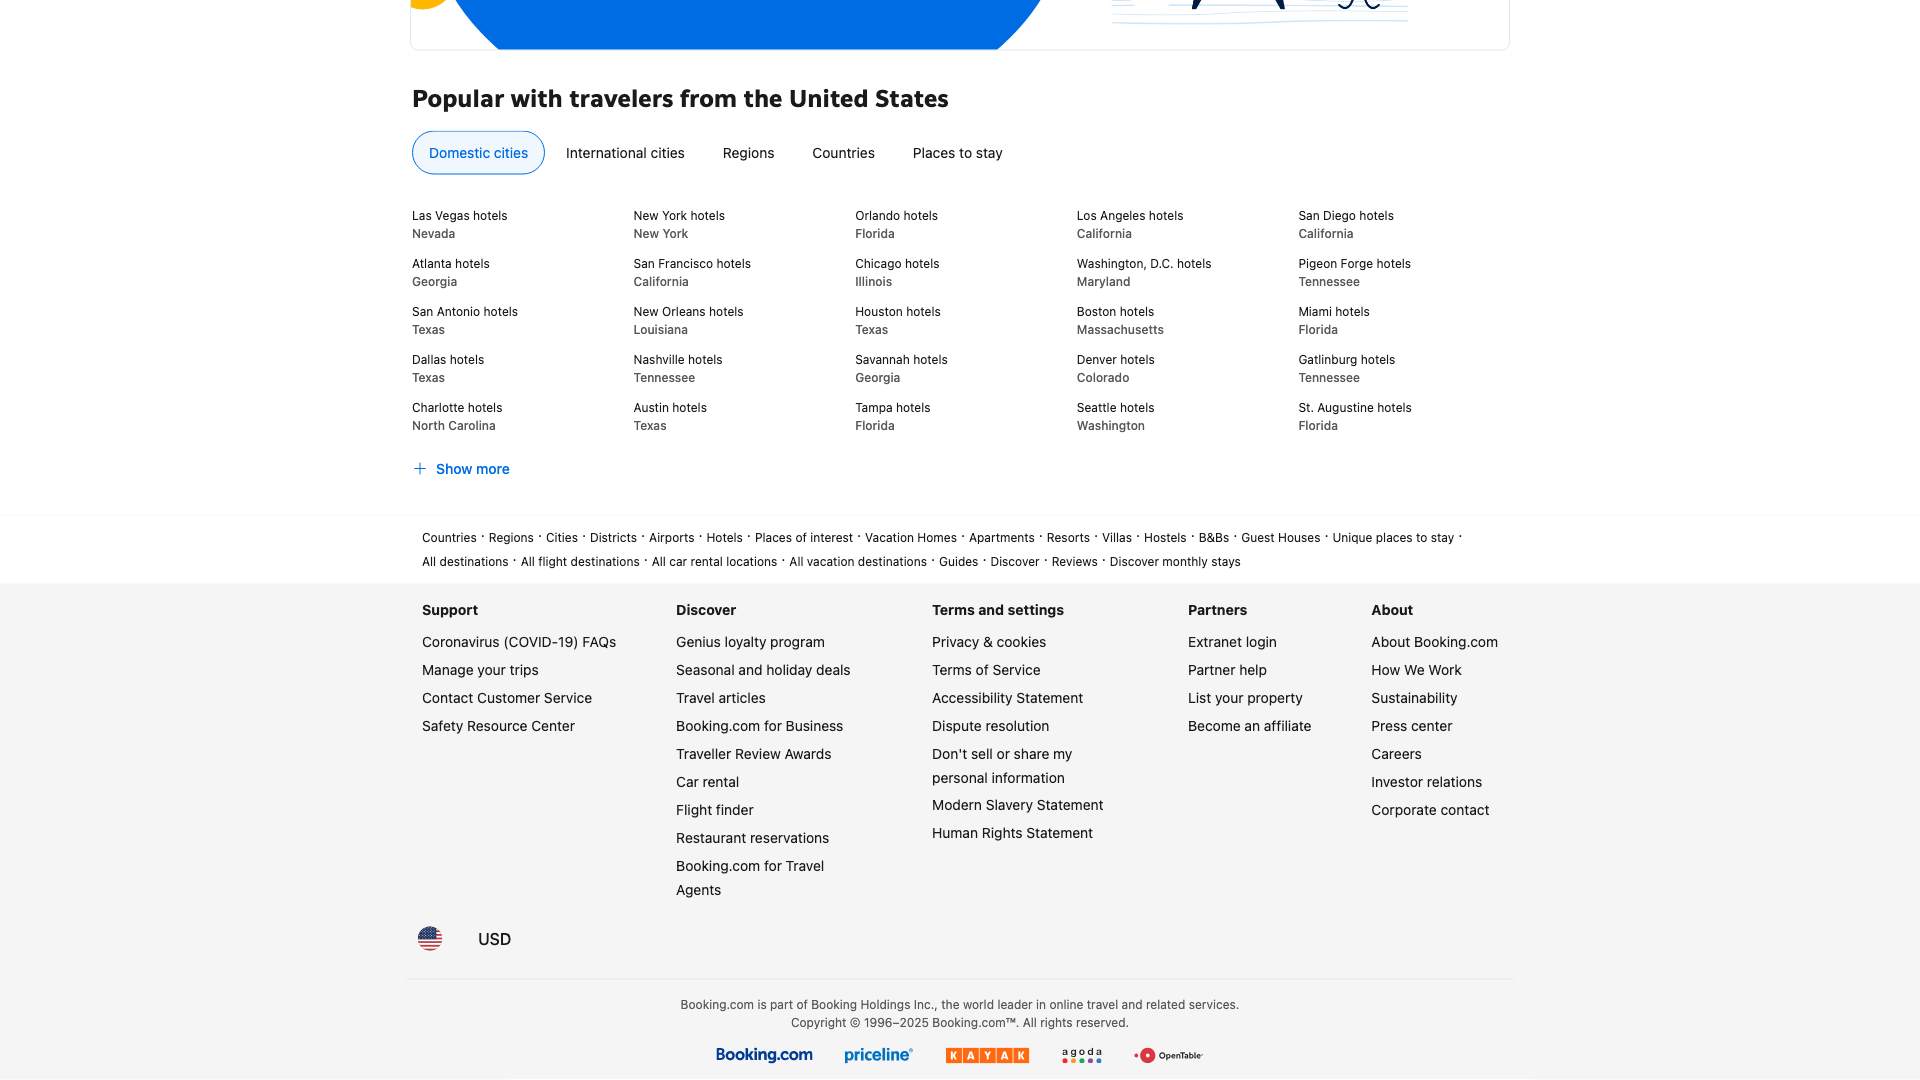 Popular with travelers from the United States
Domestic cities International cities Regions Countries Places to stay
Las Vegas hotels New York hotels Orlando hotels Los Angeles hotels San Diego hotels
Nevada New York Florida California California
Atlanta hotels San Francisco hotels Chicago hotels Washington, D.C. hotels Pigeon Forge hotels
Georgia California Illinois Maryland Tennessee
San Antonio hotels New Orleans hotels Houston hotels Boston hotels Miami hotels
Texas Louisiana Texas Massachusetts Florida
Dallas hotels Nashville hotels Savannah hotels Denver hotels Gatlinburg hotels
Texas Tennessee Georgia Colorado Tennessee
Charlotte hotels Austin hotels Tampa hotels Seattle hotels St. Augustine hotels
North Carolina Texas Florida Washington Florida
Show more
Countries · Regions · Cities · Districts · Airports · Hotels · Places of interest · Vacation Homes · Apartments · Resorts · Villas · Hostels · B&Bs · Guest Houses · Unique places to stay ·
All destinations · All flight destinations · All car rental locations · All vacation destinations · Guides · Discover · Reviews · Discover monthly stays
Support
Coronavirus (COVID-19) FAQs
Manage your trips
Contact Customer Service
Safety Resource Center
Discover
Genius loyalty program
Seasonal and holiday deals
Travel articles
Booking.com for Business
Traveller Review Awards
Car rental
Flight finder
Restaurant reservations
Booking.com for Travel
Agents
Terms and settings
Privacy & cookies
Terms of Service
Accessibility Statement
Dispute resolution
Don't sell or share my
personal information
Modern Slavery Statement
Human Rights Statement
Partners
Extranet login
Partner help
List your property
Become an affiliate
About
About Booking.com
How We Work
Sustainability
Press center
Careers
Investor relations
Corporate contact
USD
Booking.com is part of Booking Holdings Inc., the world leader in online travel and related services.
Copyright © 1996–2025 Booking.com™. All rights reserved.
Booking.com priceline® KAYAK agoda OpenTable